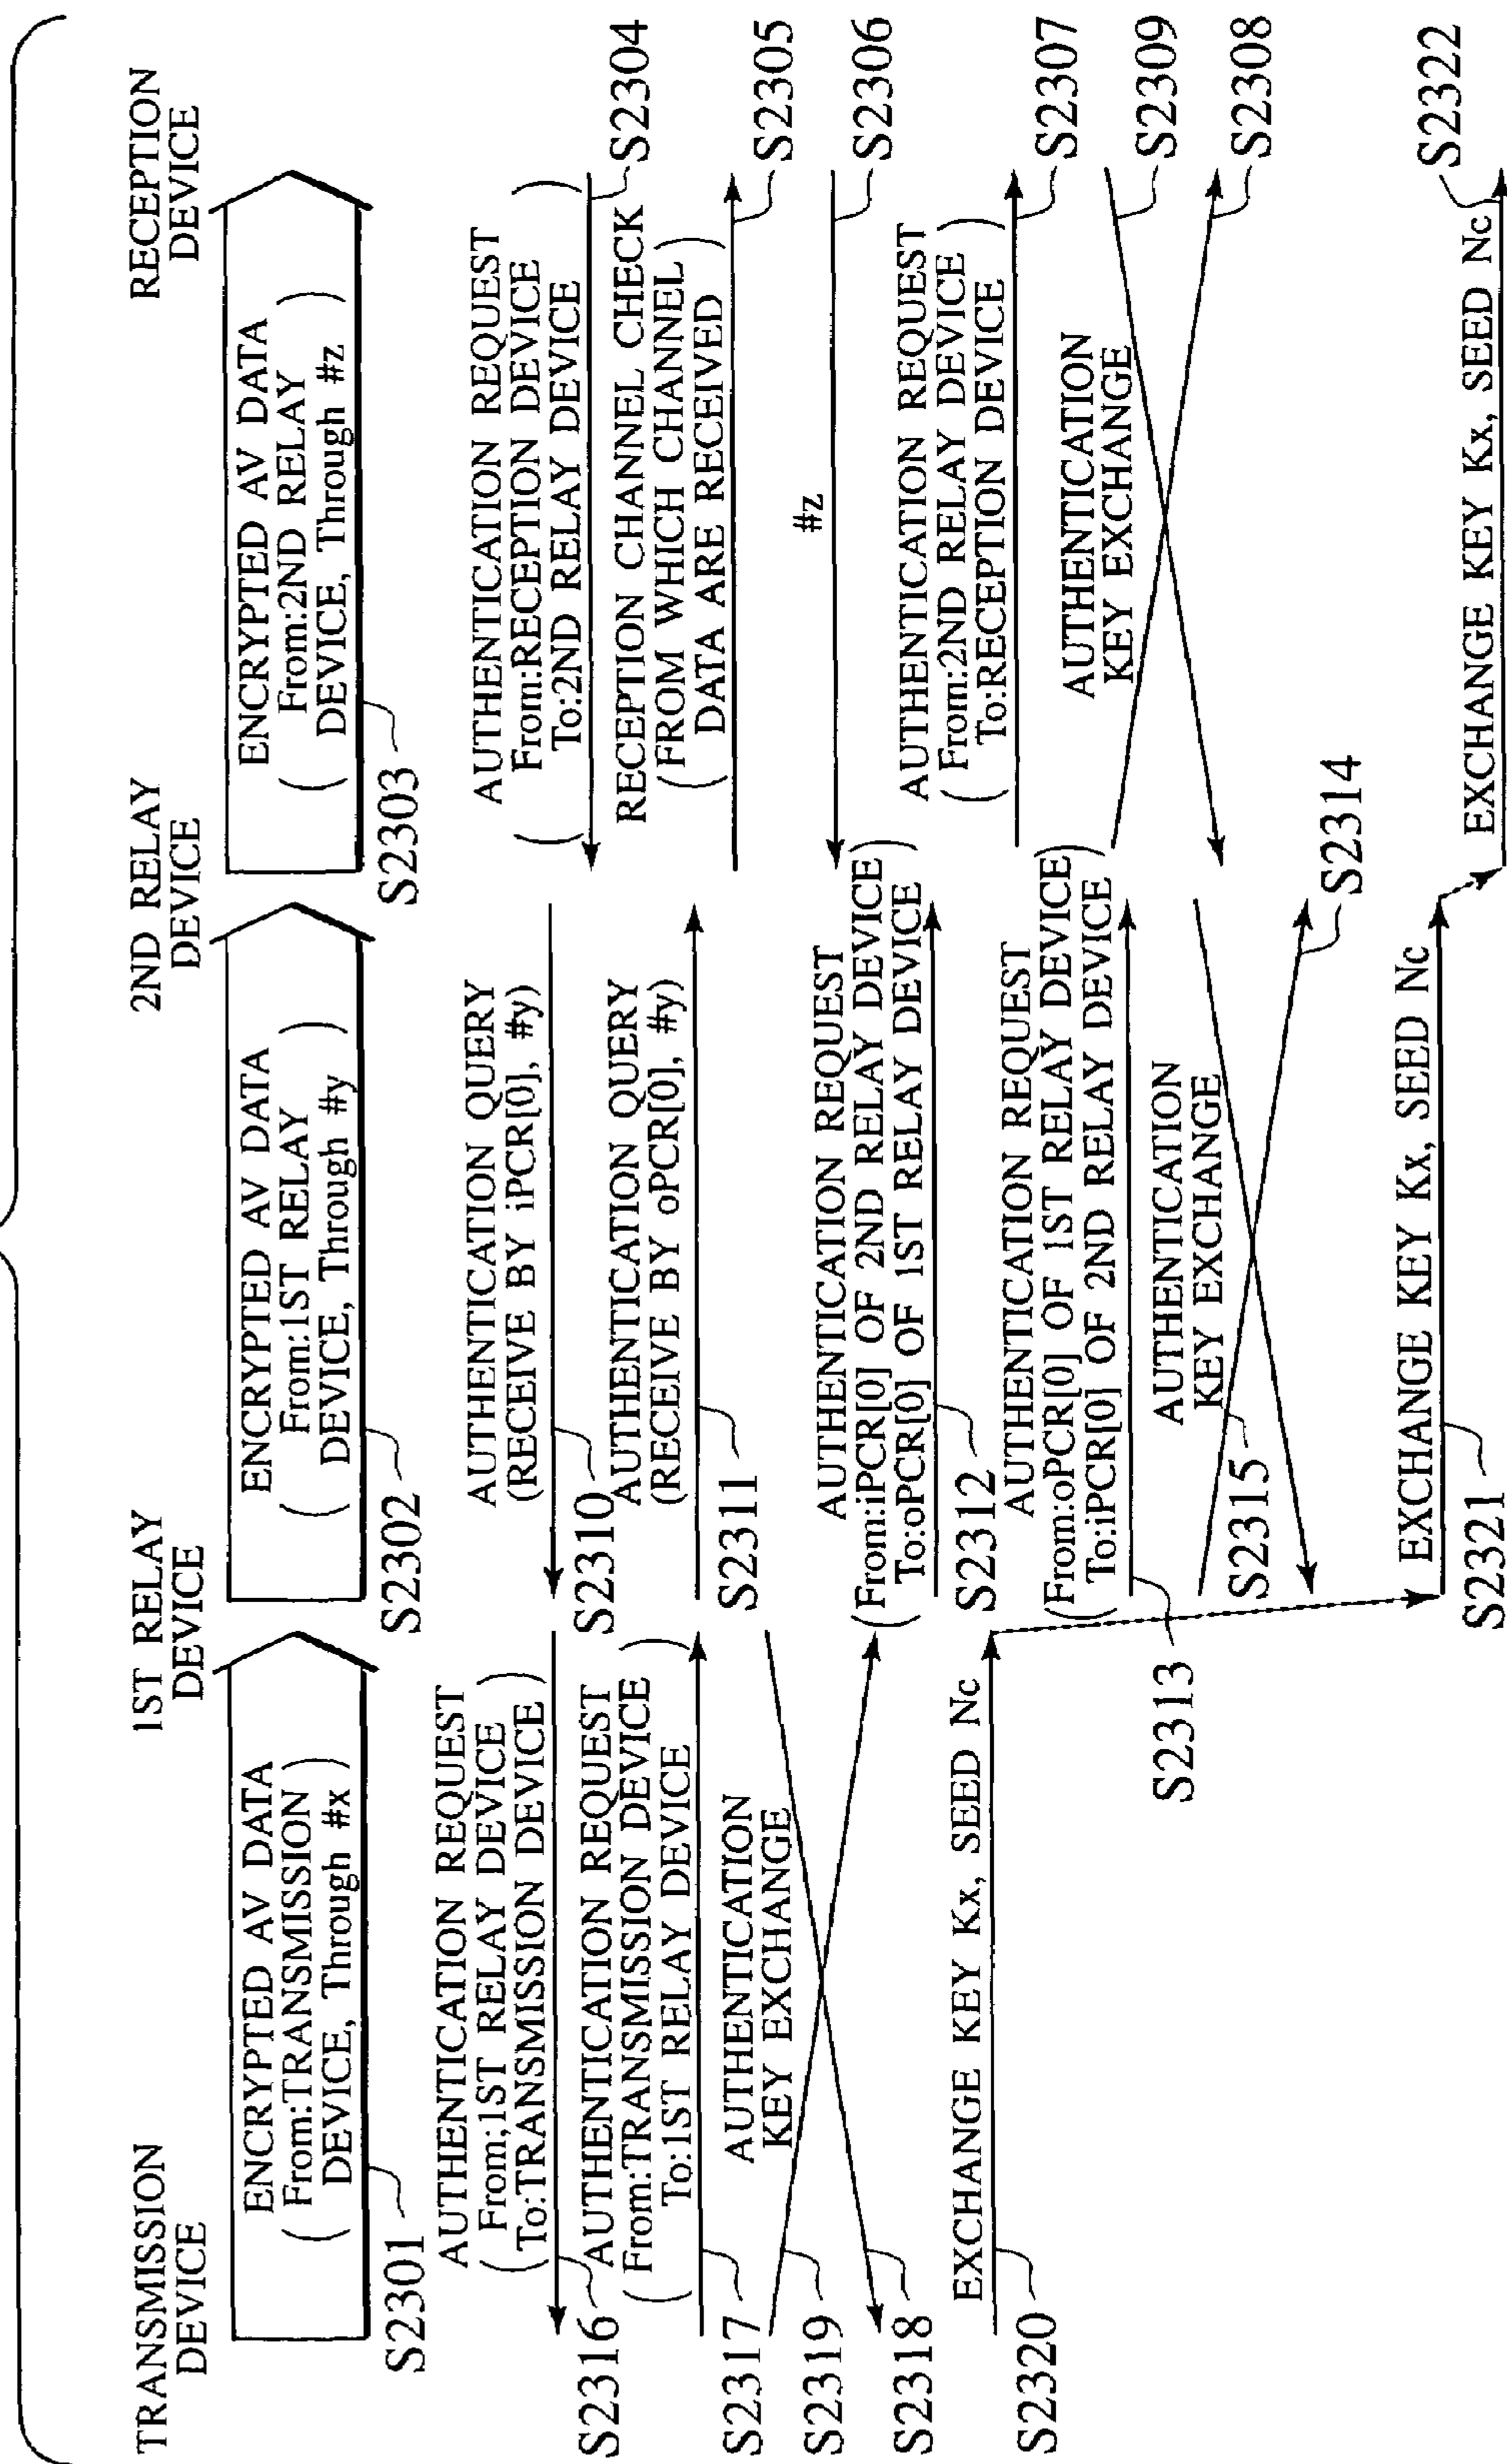 TRANSMISSION
DEVICE
1ST RELAY
DEVICE
2ND RELAY
DEVICE
RECEPTION
DEVICE
ENCRYPTED AV DATA
(From:TRANSMISSION
DEVICE, Through #x)
S2301
ENCRYPTED AV DATA
(From:1ST RELAY
DEVICE, Through #y)
S2302
ENCRYPTED AV DATA
(From:2ND RELAY
DEVICE, Through #z)
S2303
AUTHENTICATION REQUEST
(From:RECEPTION DEVICE
To:2ND RELAY DEVICE)
S2304
RECEPTION CHANNEL CHECK
(FROM WHICH CHANNEL
DATA ARE RECEIVED)
S2305
#z
S2306
AUTHENTICATION REQUEST
(From:2ND RELAY DEVICE
To:RECEPTION DEVICE)
S2307
AUTHENTICATION
KEY EXCHANGE
S2309
S2308
AUTHENTICATION QUERY
(RECEIVE BY iPCR[0], #y)
S2310
AUTHENTICATION QUERY
(RECEIVE BY oPCR[0], #y)
S2311
AUTHENTICATION REQUEST
(From:iPCR[0] OF 2ND RELAY DEVICE
To:oPCR[0] OF 1ST RELAY DEVICE)
S2312
AUTHENTICATION REQUEST
(From:oPCR[0] OF 1ST RELAY DEVICE
To:iPCR[0] OF 2ND RELAY DEVICE)
S2313
AUTHENTICATION
KEY EXCHANGE
S2314
S2315
AUTHENTICATION REQUEST
(From;1ST RELAY DEVICE
To:TRANSMISSION DEVICE)
S2316
AUTHENTICATION REQUEST
(From:TRANSMISSION DEVICE
To:1ST RELAY DEVICE)
S2317
AUTHENTICATION
KEY EXCHANGE
S2319
S2318
EXCHANGE KEY Kx, SEED Nc
S2320
EXCHANGE KEY Kx, SEED Nc
S2321
EXCHANGE KEY Kx, SEED Nc
S2322